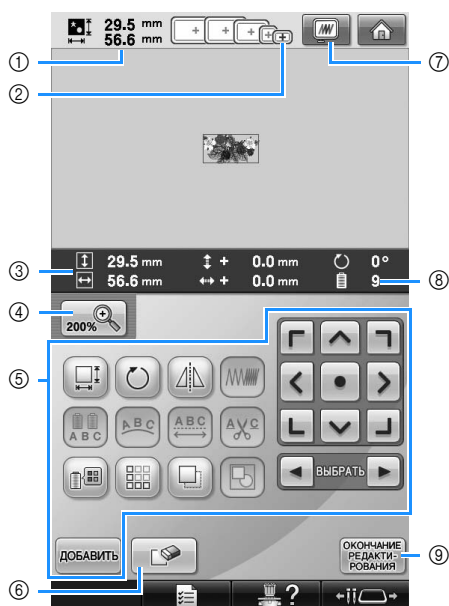 29.5 mm
56.6 mm
① ② ③ ④ ⑤ ⑥ ⑦ ⑧ ⑨
29.5 mm + 0.0 mm 0°
56.6 mm + 0.0 mm 9
200%
A B C
A B C
A B C
A C
ВЫБРАТЬ
ДОБАВИТЬ
ОКОНЧАНИЕ
РЕДАКТИ-
РОВАНИЯ
?